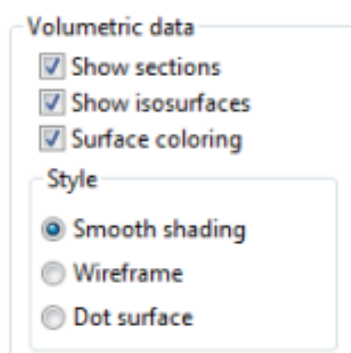 Volumetric data
Show sections
Show isosurfaces
Surface coloring
Style
Smooth shading
Wireframe
Dot surface